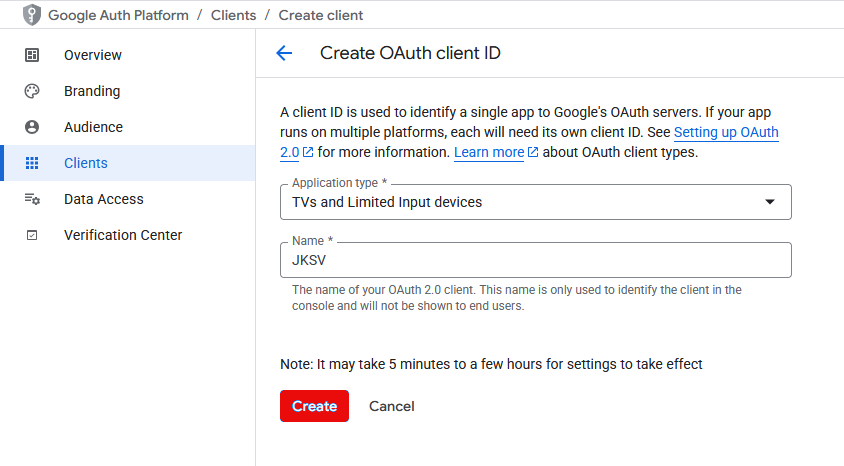 Google Auth Platform / Clients / Create client
Overview
Branding
Audience
Clients
Data Access
Verification Center
Create OAuth client ID
A client ID is used to identify a single app to Google's OAuth servers. If your app
runs on multiple platforms, each will need its own client ID. See Setting up OAuth
2.0 for more information. Learn more about OAuth client types.
Application type *
TVs and Limited Input devices
Name *
JKSV
The name of your OAuth 2.0 client. This name is only used to identify the client in the
console and will not be shown to end users.
Note: It may take 5 minutes to a few hours for settings to take effect
Create Cancel